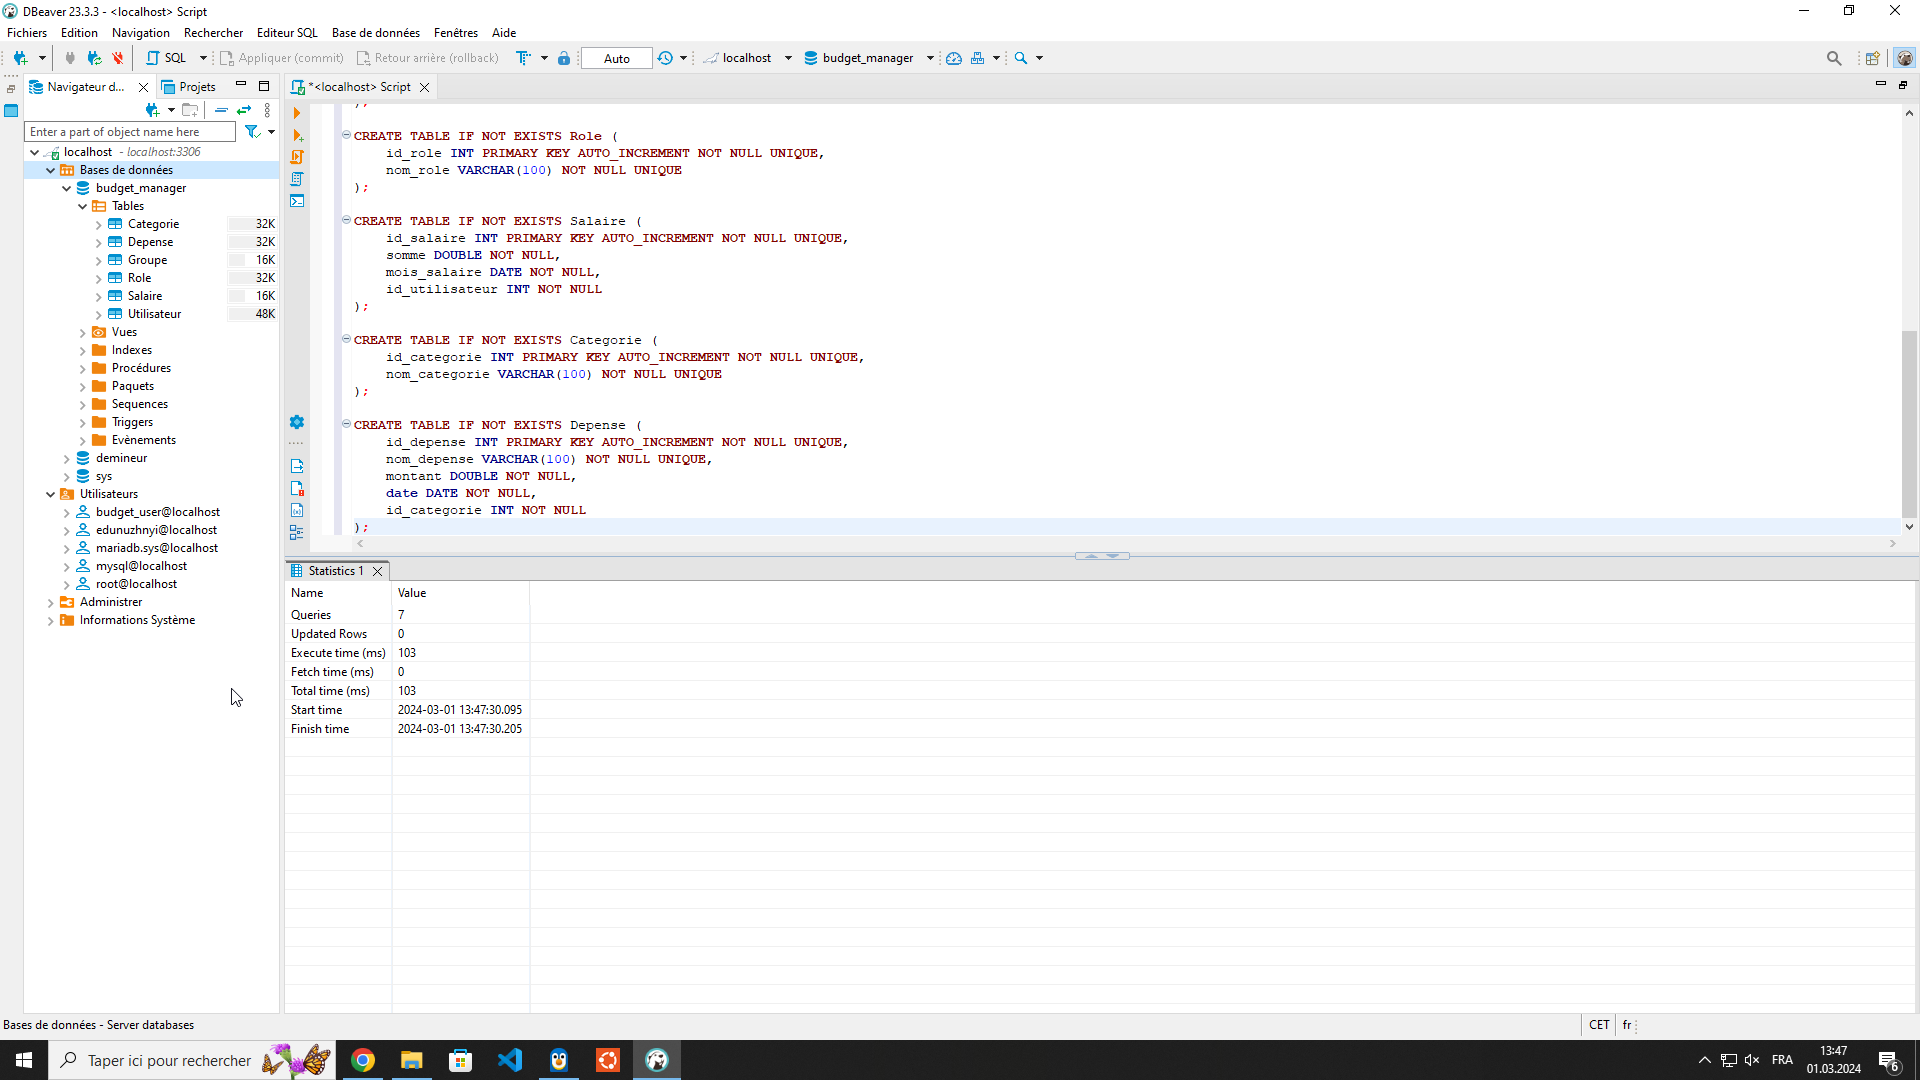 DBeaver 23.3.3 - <localhost> Script
Fichiers Edition Navigation Rechercher Editeur SQL Base de données Fenêtres Aide
SQL Appliquer (commit) Retour arrière (rollback) Auto localhost budget_manager
Navigateur d... Projets
*<localhost> Script
Enter a part of object name here
localhost - localhost:3306
Bases de données
budget_manager
Tables
Categorie 32K
Depense 32K
Groupe 16K
Role 32K
Salaire 16K
Utilisateur 48K
Vues
Indexes
Procédures
Paquets
Sequences
Triggers
Evènements
demineur
sys
Utilisateurs
budget_user@localhost
edunuzhnyi@localhost
mariadb.sys@localhost
mysql@localhost
root@localhost
Administrer
Informations Système
);
CREATE TABLE IF NOT EXISTS Role (
id_role INT PRIMARY KEY AUTO_INCREMENT NOT NULL UNIQUE,
nom_role VARCHAR(100) NOT NULL UNIQUE
);
CREATE TABLE IF NOT EXISTS Salaire (
id_salaire INT PRIMARY KEY AUTO_INCREMENT NOT NULL UNIQUE,
somme DOUBLE NOT NULL,
mois_salaire DATE NOT NULL,
id_utilisateur INT NOT NULL
);
CREATE TABLE IF NOT EXISTS Categorie (
id_categorie INT PRIMARY KEY AUTO_INCREMENT NOT NULL UNIQUE,
nom_categorie VARCHAR(100) NOT NULL UNIQUE
);
CREATE TABLE IF NOT EXISTS Depense (
id_depense INT PRIMARY KEY AUTO_INCREMENT NOT NULL UNIQUE,
nom_depense VARCHAR(100) NOT NULL UNIQUE,
montant DOUBLE NOT NULL,
date DATE NOT NULL,
id_categorie INT NOT NULL
);
Statistics 1
Name Value
Queries 7
Updated Rows 0
Execute time (ms) 103
Fetch time (ms) 0
Total time (ms) 103
Start time 2024-03-01 13:47:30.095
Finish time 2024-03-01 13:47:30.205
Bases de données - Server databases
CET fr
Taper ici pour rechercher
FRA
13:47
01.03.2024
6